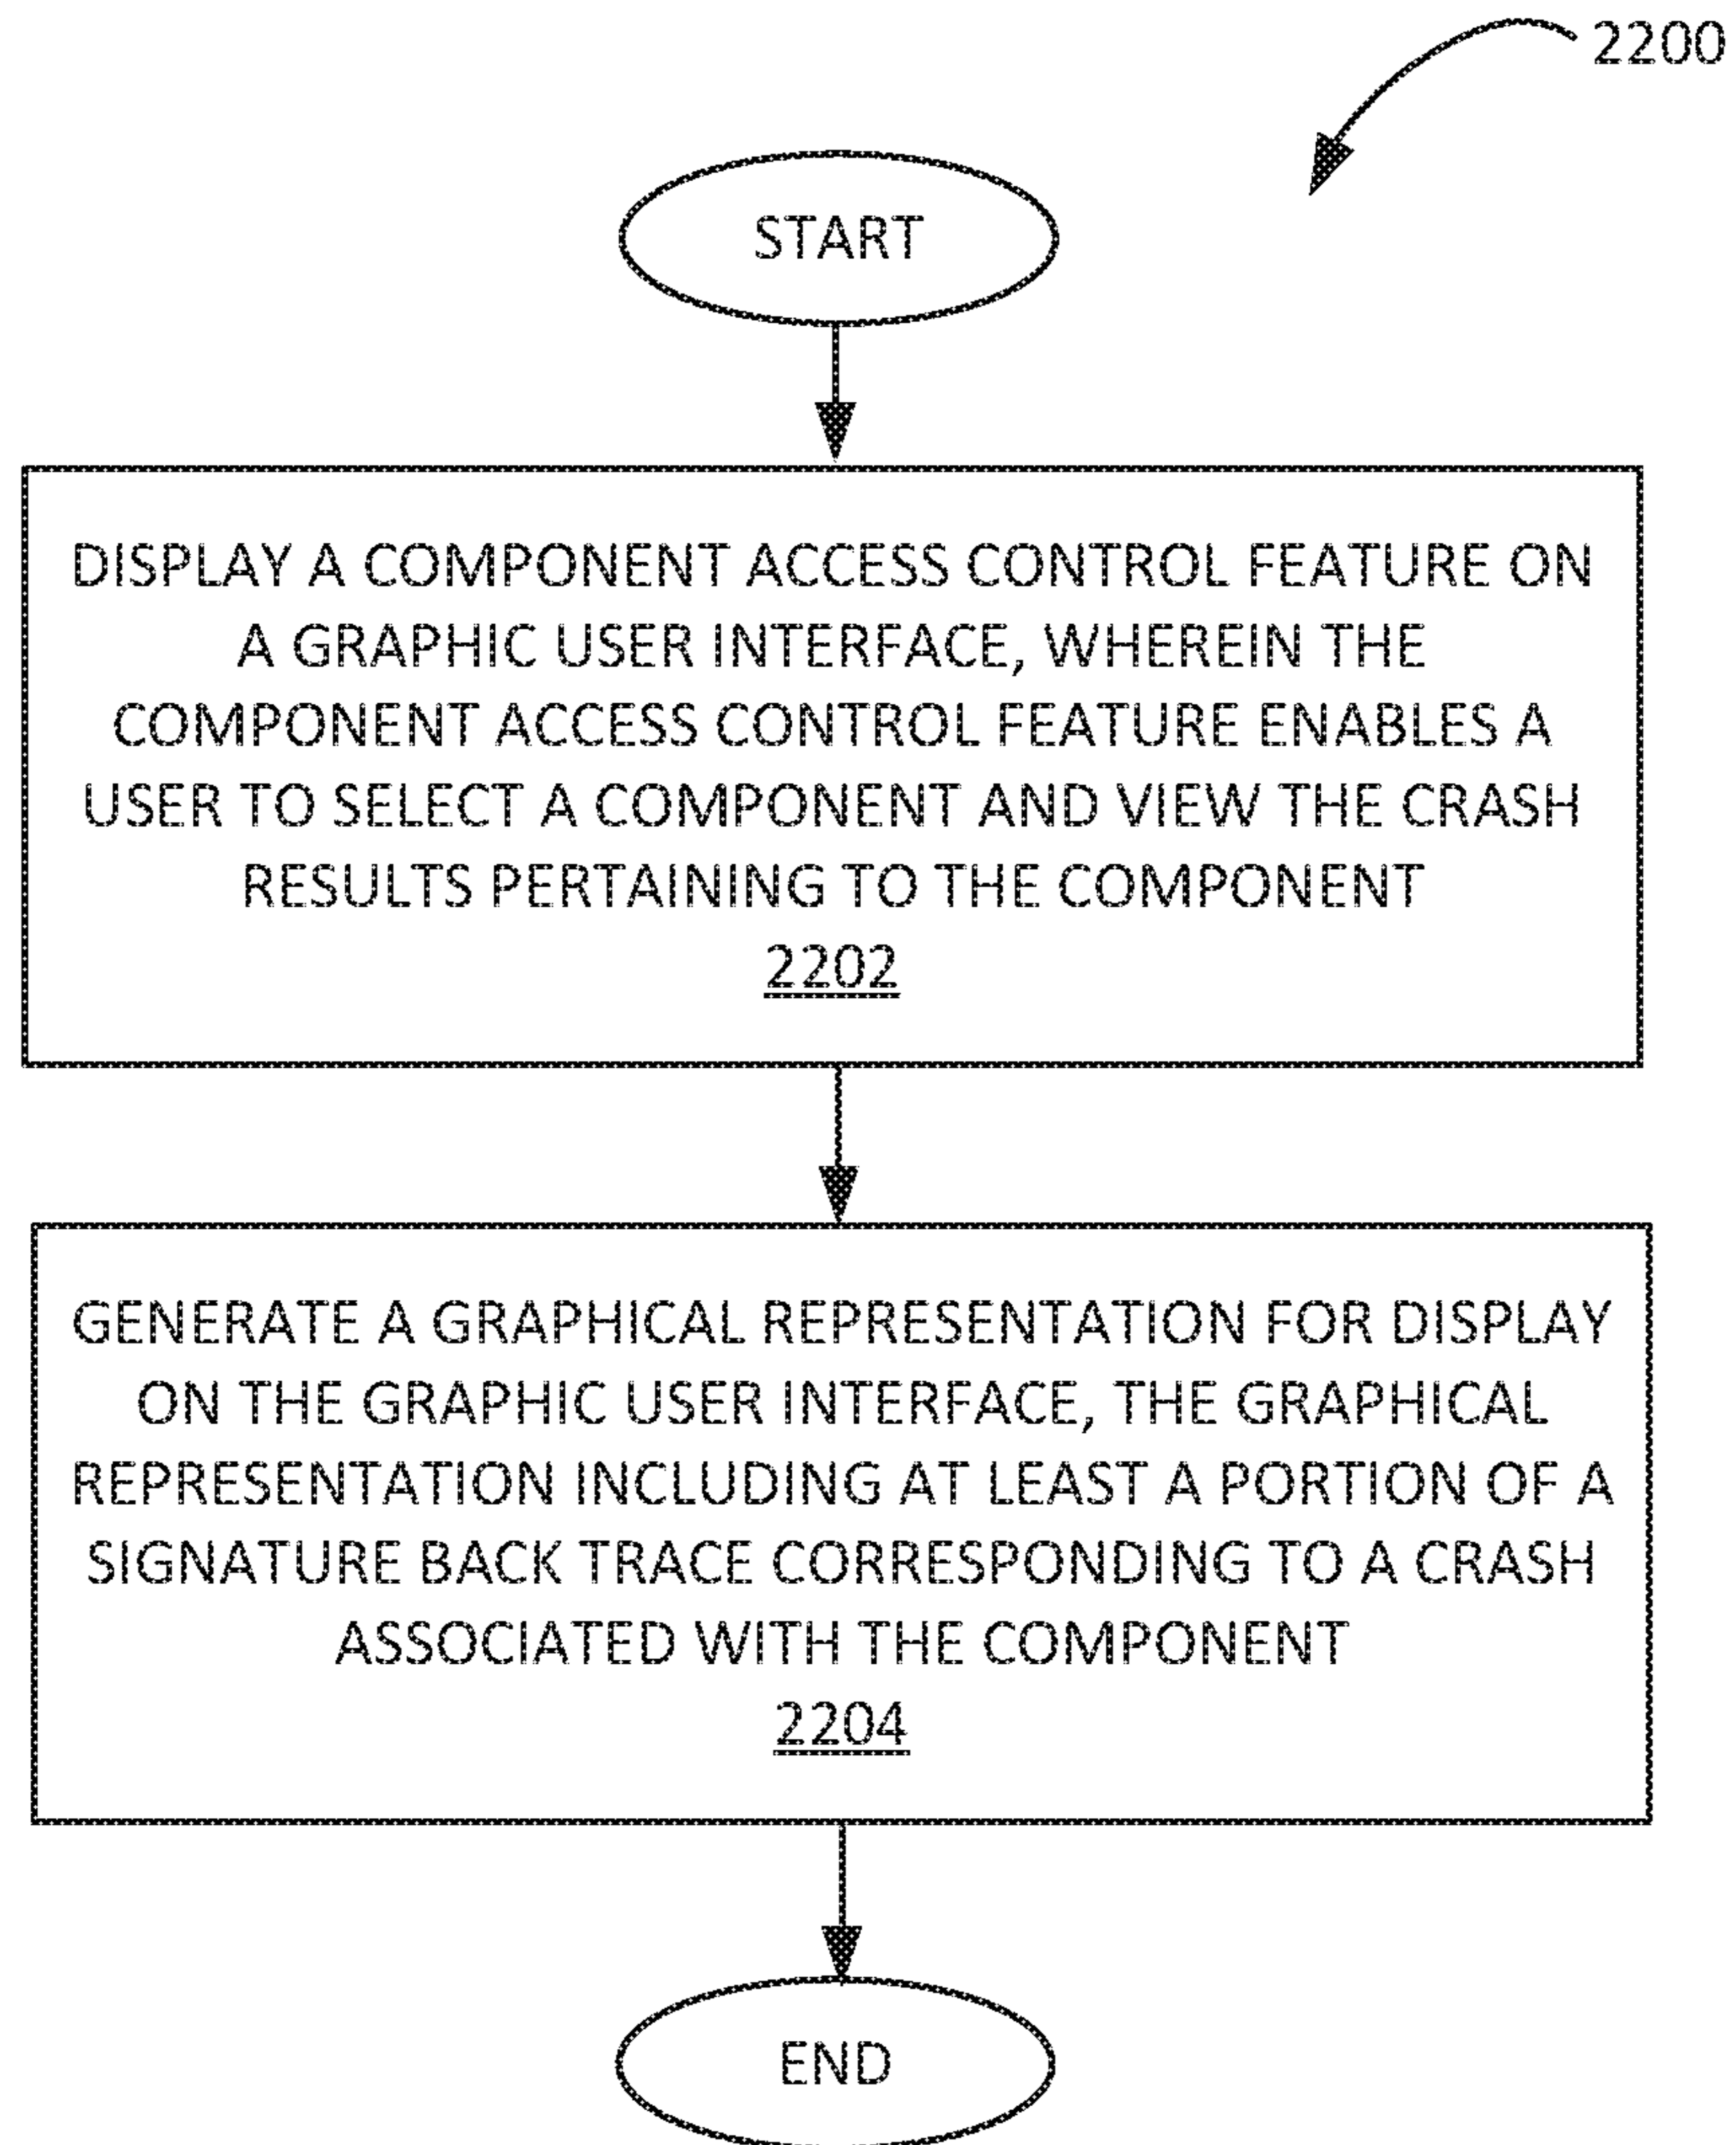 2200
START
DISPLAY A COMPONENT ACCESS CONTROL FEATURE ON
A GRAPHIC USER INTERFACE, WHEREIN THE
COMPONENT ACCESS CONTROL FEATURE ENABLES A
USER TO SELECT A COMPONENT AND VIEW THE CRASH
RESULTS PERTAINING TO THE COMPONENT
2202
GENERATE A GRAPHICAL REPRESENTATION FOR DISPLAY
ON THE GRAPHIC USER INTERFACE, THE GRAPHICAL
REPRESENTATION INCLUDING AT LEAST A PORTION OF A
SIGNATURE BACK TRACE CORRESPONDING TO A CRASH
ASSOCIATED WITH THE COMPONENT
2204
END